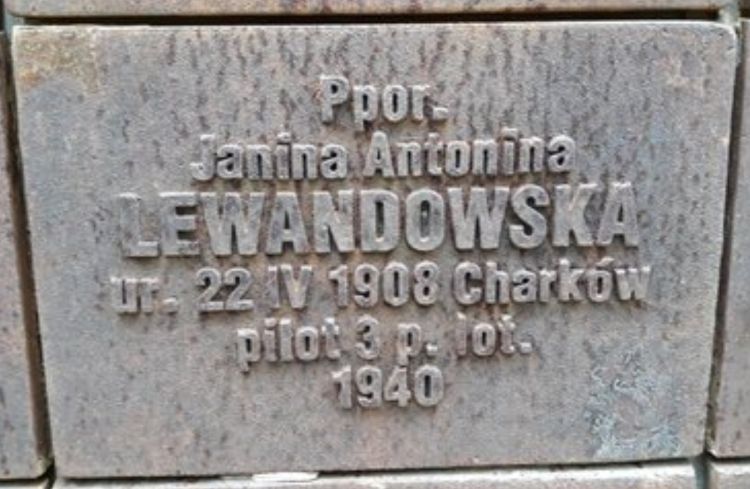 Ppor.
Janina Antonina
LEWANDOWSKA
ur. 22 IV 1908 Charków
pilot 3 p. lot.
1940